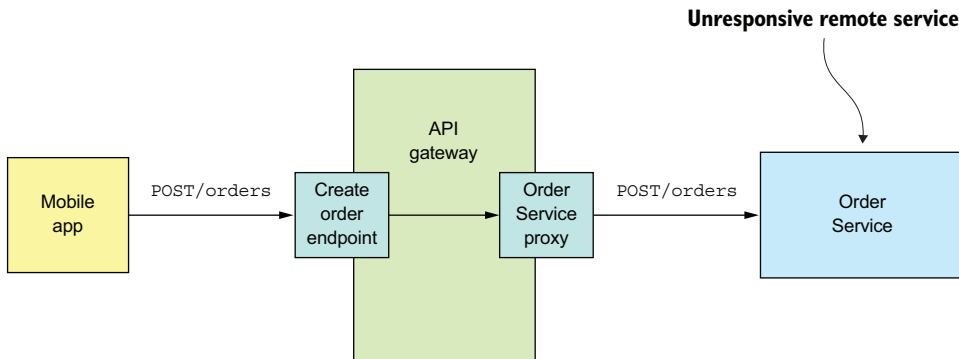 Unresponsive remote service
API
gateway
Mobile
app
POST/orders
Create
order
endpoint
Order
Service
proxy
POST/orders
Order
Service